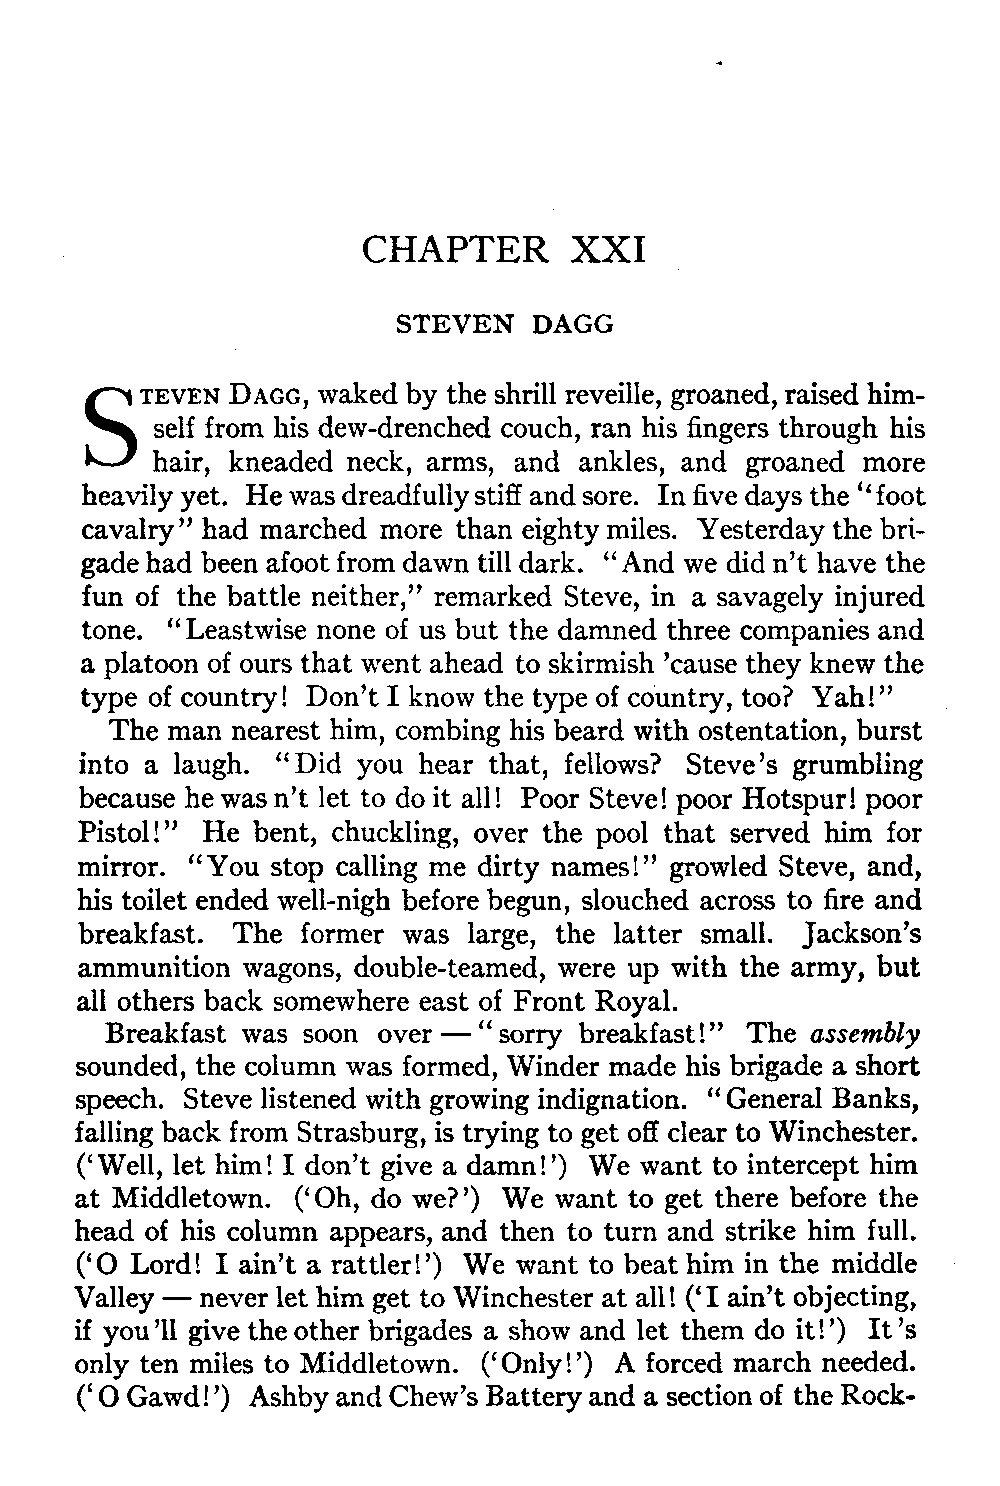 CHAPTER XXI
STEVEN DAGG
STEVEN DAGG, waked by the shrill reveille, groaned, raised him-
self from his dew-drenched couch, ran his fingers through his
hair, kneaded neck, arms, and ankles, and groaned more
heavily yet. He was dreadfully stiff and sore. In five days the "foot
cavalry" had marched more than eighty miles. Yesterday the bri-
gade had been afoot from dawn till dark. "And we did n't have the
fun of the battle neither," remarked Steve, in a savagely injured
tone. "Leastwise none of us but the damned three companies and
a platoon of ours that went ahead to skirmish 'cause they knew the
type of country! Don't I know the type of country, too? Yah!"
The man nearest him, combing his beard with ostentation, burst
into a laugh. "Did you hear that, fellows? Steve's grumbling
because he was n't let to do it all! Poor Steve! poor Hotspur! poor
Pistol!" He bent, chuckling, over the pool that served him for
mirror. "You stop calling me dirty names!" growled Steve, and,
his toilet ended well-nigh before begun, slouched across to fire and
breakfast. The former was large, the latter small. Jackson's
ammunition wagons, double-teamed, were up with the army, but
all others back somewhere east of Front Royal.
Breakfast was soon over — "sorry breakfast!" The assembly
sounded, the column was formed, Winder made his brigade a short
speech. Steve listened with growing indignation. "General Banks,
falling back from Strasburg, is trying to get off clear to Winchester.
('Well, let him! I don't give a damn!') We want to intercept him
at Middletown. ('Oh, do we?') We want to get there before the
head of his column appears, and then to turn and strike him full.
('O Lord! I ain't a rattler!') We want to beat him in the middle
Valley — never let him get to Winchester at all! ('I ain't objecting,
if you 'll give the other brigades a show and let them do it!') It 's
only ten miles to Middletown. ('Only!') A forced march needed.
('O Gawd!') Ashby and Chew's Battery and a section of the Rock-